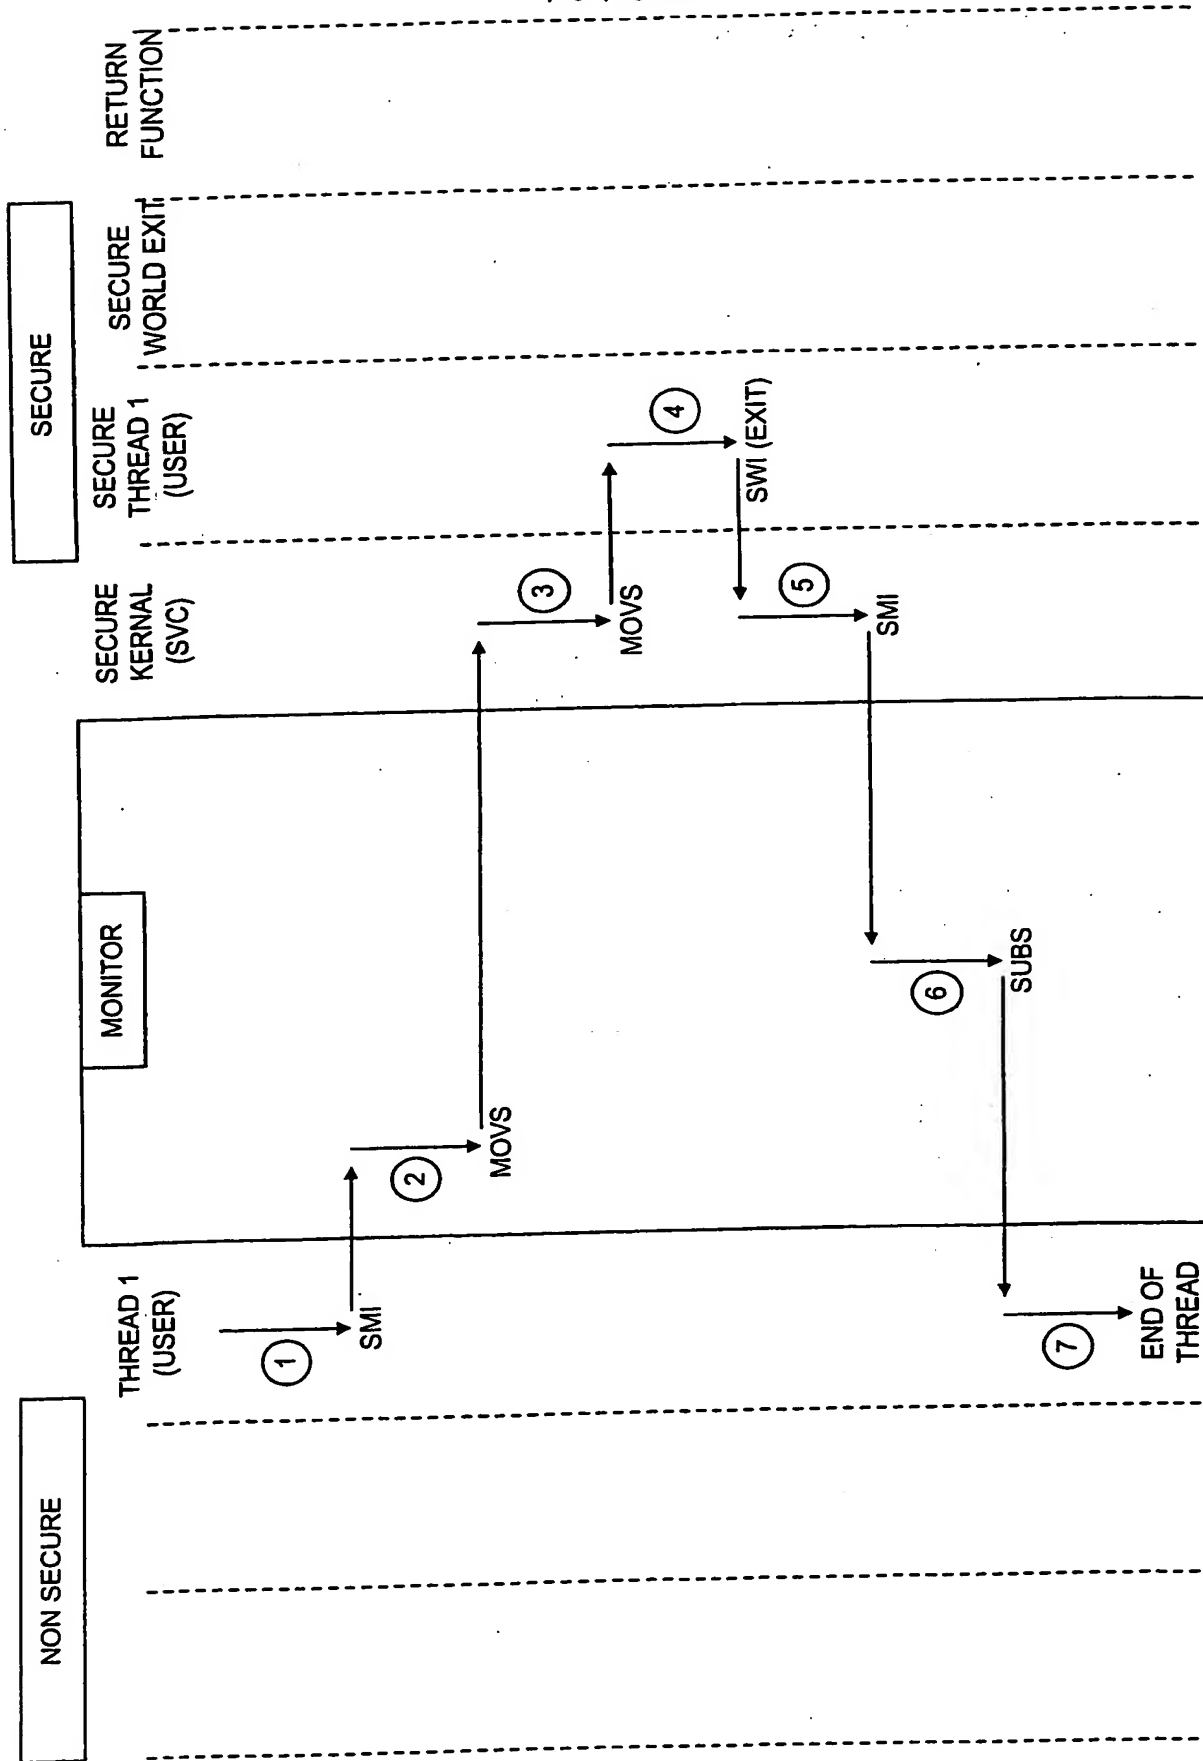 NON SECURE
MONITOR
SECURE
THREAD 1
(USER)
SECURE
KERNAL
(SVC)
SECURE
THREAD 1
(USER)
SECURE
WORLD EXIT
RETURN
FUNCTION
1
SMI
2
MOVS
3
MOVS
4
SWI (EXIT)
5
SMI
6
SUBS
7
END OF
THREAD